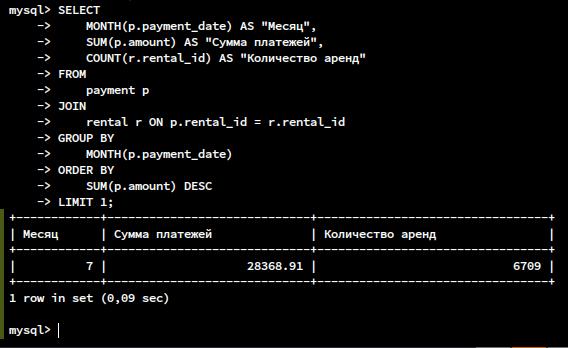 mysql> SELECT
    ->     MONTH(p.payment_date) AS "Месяц",
    ->     SUM(p.amount) AS "Сумма платежей",
    ->     COUNT(r.rental_id) AS "Количество аренд"
    -> FROM
    ->     payment p
    -> JOIN
    ->     rental r ON p.rental_id = r.rental_id
    -> GROUP BY
    ->     MONTH(p.payment_date)
    -> ORDER BY
    ->     SUM(p.amount) DESC
    -> LIMIT 1;
+------------+-----------------------------+---------------------------------+
| Месяц      | Сумма платежей              | Количество аренд                |
+------------+-----------------------------+---------------------------------+
|          7 |                    28368.91 |                            6709 |
+------------+-----------------------------+---------------------------------+
1 row in set (0,09 sec)
mysql>